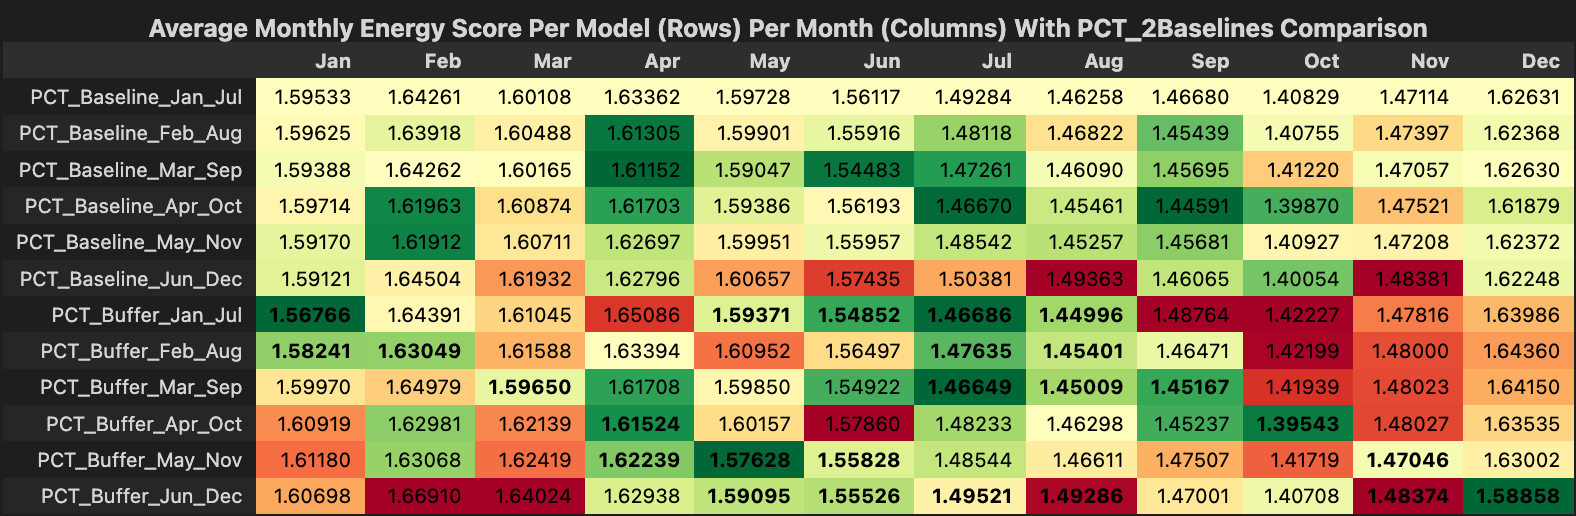 Average Monthly Energy Score Per Model (Rows) Per Month (Columns) With PCT_2Baselines Comparison
Jan Feb Mar Apr May Jun Jul Aug Sep Oct Nov Dec
PCT_Baseline_Jan_Jul 1.59533 1.64261 1.60108 1.63362 1.59728 1.56117 1.49284 1.46258 1.46680 1.40829 1.47114 1.62631
PCT_Baseline_Feb_Aug 1.59625 1.63918 1.60488 1.61305 1.59901 1.55916 1.48118 1.46822 1.45439 1.40755 1.47397 1.62368
PCT_Baseline_Mar_Sep 1.59388 1.64262 1.60165 1.61152 1.59047 1.54483 1.47261 1.46090 1.45695 1.41220 1.47057 1.62630
PCT_Baseline_Apr_Oct 1.59714 1.61963 1.60874 1.61703 1.59386 1.56193 1.46670 1.45461 1.44591 1.39870 1.47521 1.61879
PCT_Baseline_May_Nov 1.59170 1.61912 1.60711 1.62697 1.59951 1.55957 1.48542 1.45257 1.45681 1.40927 1.47208 1.62372
PCT_Baseline_Jun_Dec 1.59121 1.64504 1.61932 1.62796 1.60657 1.57435 1.50381 1.49363 1.46065 1.40054 1.48381 1.62248
PCT_Buffer_Jan_Jul 1.56766 1.64391 1.61045 1.65086 1.59371 1.54852 1.46686 1.44996 1.48764 1.42227 1.47816 1.63986
PCT_Buffer_Feb_Aug 1.58241 1.63049 1.61588 1.63394 1.60952 1.56497 1.47635 1.45401 1.46471 1.42199 1.48000 1.64360
PCT_Buffer_Mar_Sep 1.59970 1.64979 1.59650 1.61708 1.59850 1.54922 1.46649 1.45009 1.45167 1.41939 1.48023 1.64150
PCT_Buffer_Apr_Oct 1.60919 1.62981 1.62139 1.61524 1.60157 1.57860 1.48233 1.46298 1.45237 1.39543 1.48027 1.63535
PCT_Buffer_May_Nov 1.61180 1.63068 1.62419 1.62239 1.57628 1.55828 1.48544 1.46611 1.47507 1.41719 1.47046 1.63002
PCT_Buffer_Jun_Dec 1.60698 1.66910 1.64024 1.62938 1.59095 1.55526 1.49521 1.49286 1.47001 1.40708 1.48374 1.58858